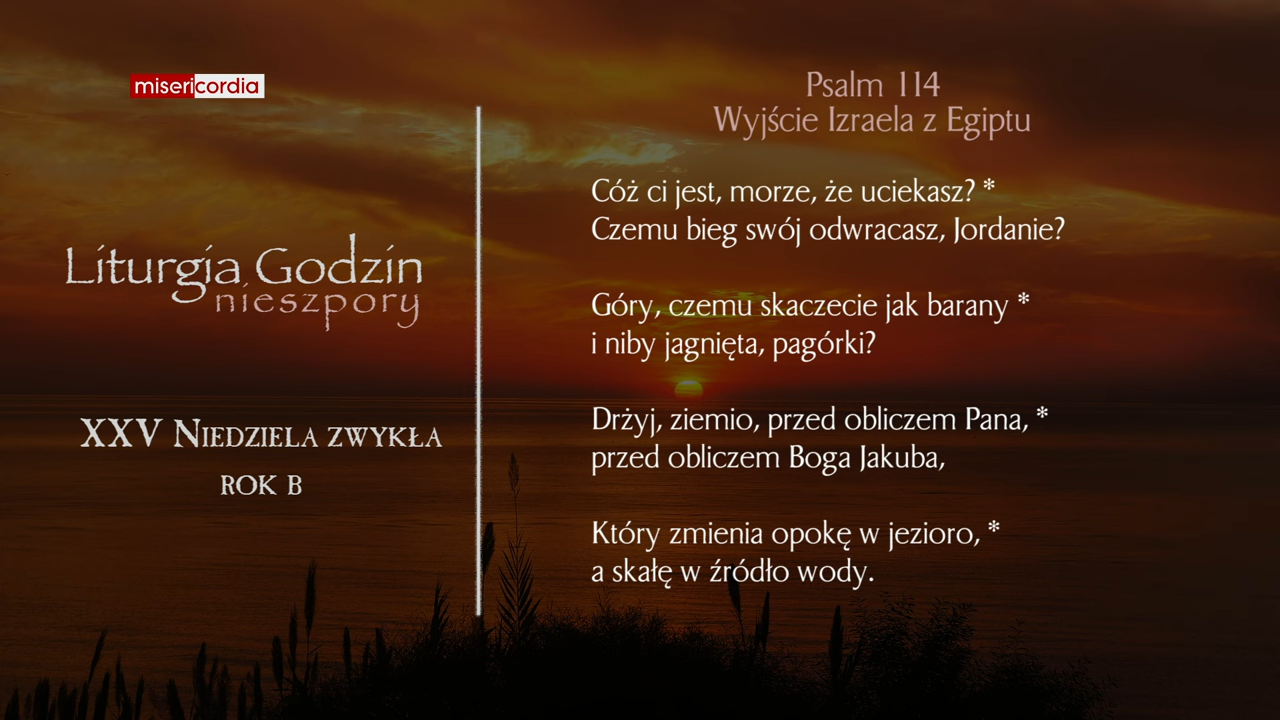 misericordia
Liturgia Godzin
nieszpory
XXV Niedziela zwykła
rok B
Psalm 114
Wyjście Izraela z Egiptu
Cóż ci jest, morze, że uciekasz? *
Czemu bieg swój odwracasz, Jordanie?
Góry, czemu skaczecie jak barany *
i niby jagnięta, pagórki?
Drżyj, ziemio, przed obliczem Pana, *
przed obliczem Boga Jakuba,
Który zmienia opokę w jezioro, *
a skałę w źródło wody.